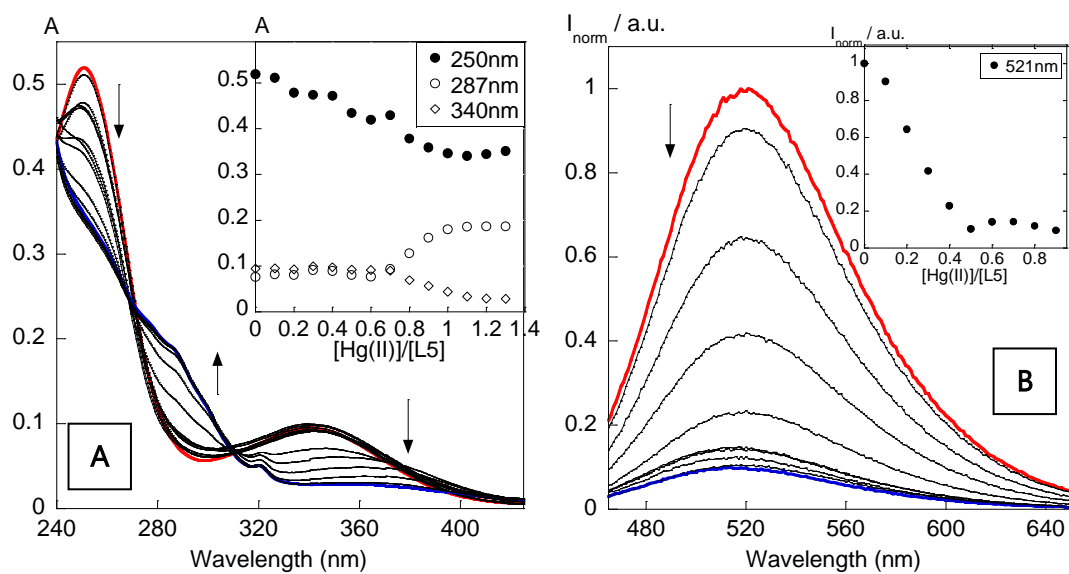 A
0.5
0.4
0.3
0.2
0.1
0
240 280 320 360 400
Wavelength (nm)
A
A
0.5
0.4
0.3
0.2
0.1
0
0 0.2 0.4 0.6 0.8 1 1.2 1.4
[Hg(II)]/[L5]
250nm
287nm
340nm
I norm / a.u.
1
0.8
0.6
0.4
0.2
0
480 520 560 600 640
Wavelength (nm)
B
I norm / a.u.
1
0.8
0.6
0.4
0.2
0
0 0.2 0.4 0.6 0.8
[Hg(II)]/[L5]
521nm